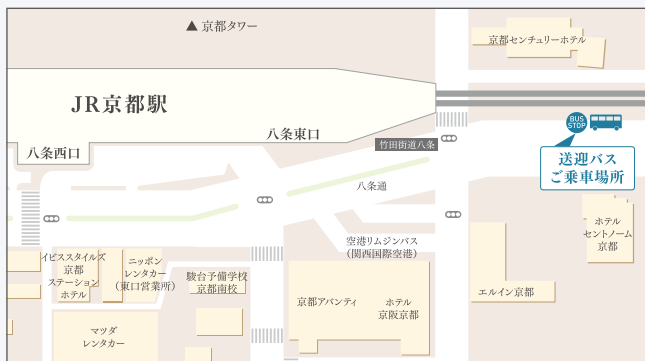 ▲ 京都タワー
京都センチュリーホテル
JR京都駅
BUS
STOP
八条東口
竹田街道八条
八条西口
送迎バス
ご乗車場所
八条通
ホテル
セントノーム
京都
空港リムジンバス
（関西国際空港）
イビススタイルズ
京都
ステーション
ホテル
ニッポン
レンタカー
（東口営業所）
駿台予備学校
京都南校
エルイン京都
京都アバンティ
ホテル
京阪京都
マツダ
レンタカー